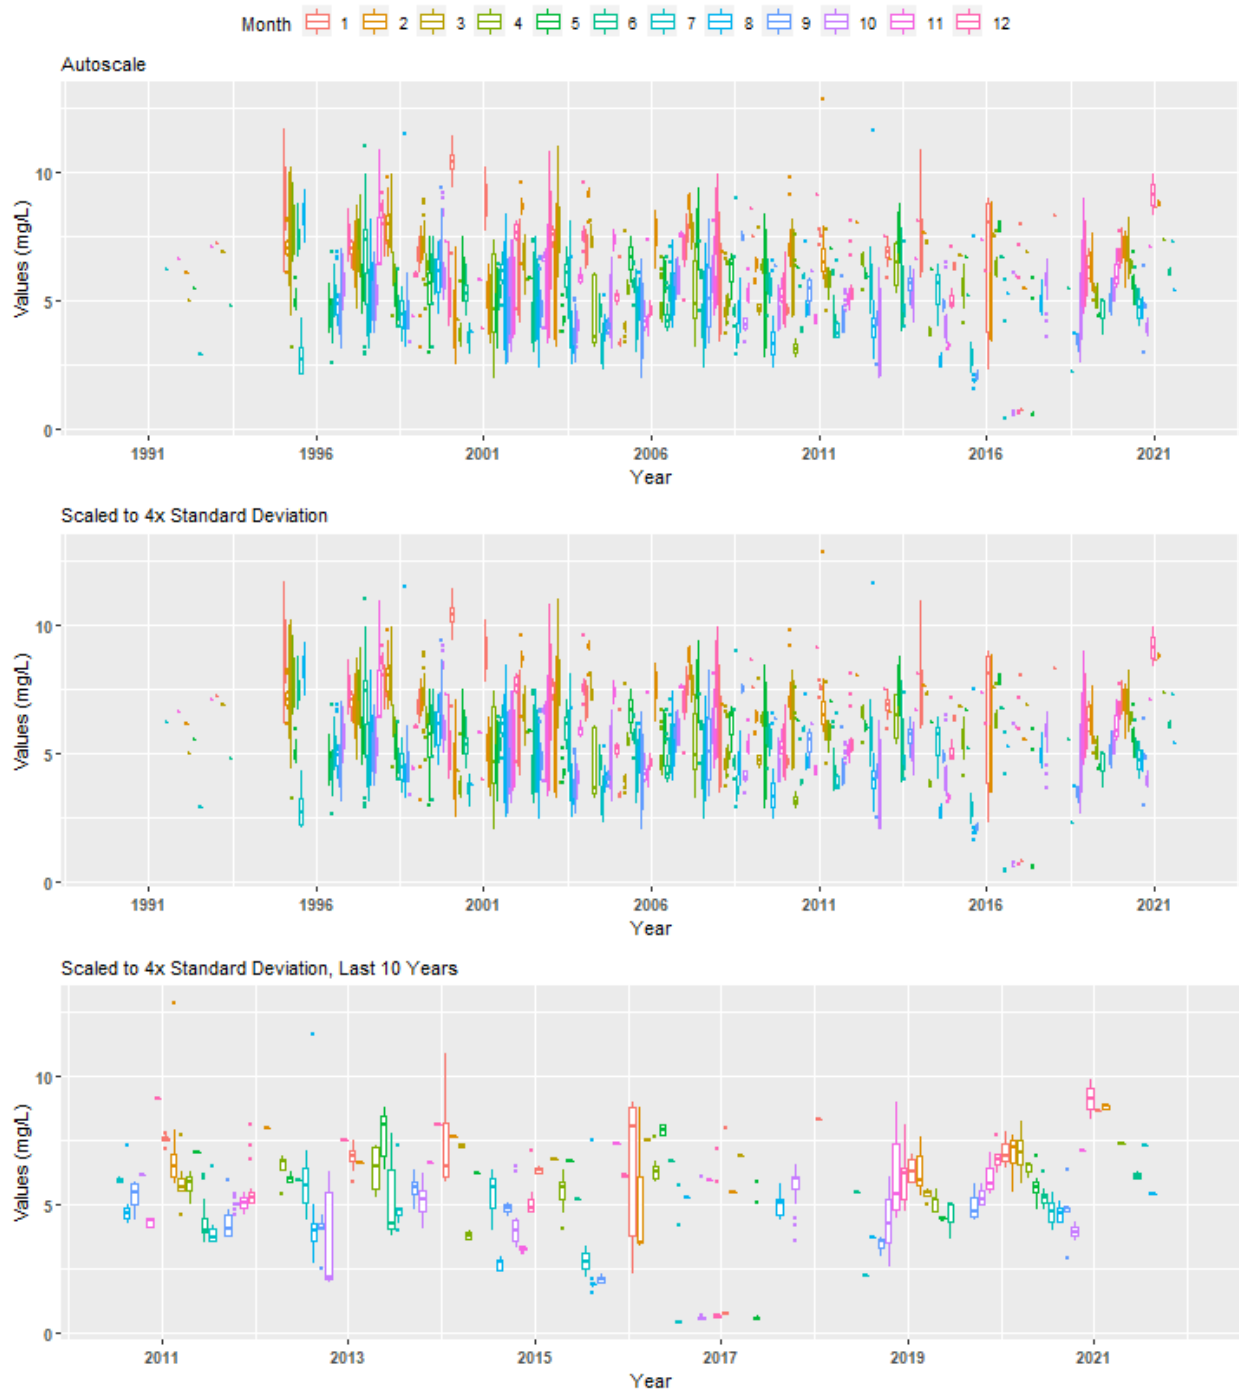 Month 1 2 3 4 5 6 7 8 9 10 11 12
Autoscale
Values (mg/L)
10
5
0
1991 1996 2001 2006 2011 2016 2021
Year
Scaled to 4x Standard Deviation
Values (mg/L)
10
5
0
1991 1996 2001 2006 2011 2016 2021
Year
Scaled to 4x Standard Deviation, Last 10 Years
Values (mg/L)
10
5
0
2011 2013 2015 2017 2019 2021
Year